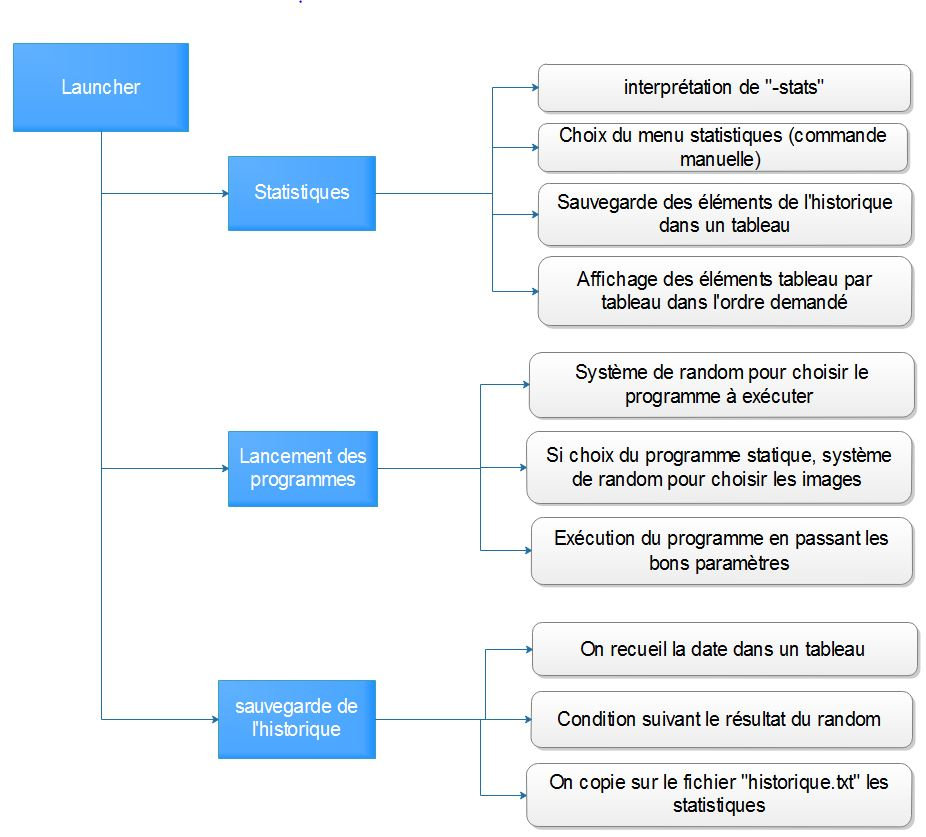 Launcher
Statistiques
interprétation de "-stats"
Choix du menu statistiques (commande
manuelle)
Sauvegarde des éléments de l'historique
dans un tableau
Affichage des éléments tableau par
tableau dans l'ordre demandé
Lancement des
programmes
Système de random pour choisir le
programme à exécuter
Si choix du programme statique, système
de random pour choisir les images
Exécution du programme en passant les
bons paramètres
sauvegarde de
l'historique
On recueil la date dans un tableau
Condition suivant le résultat du random
On copie sur le fichier "historique.txt" les
statistiques